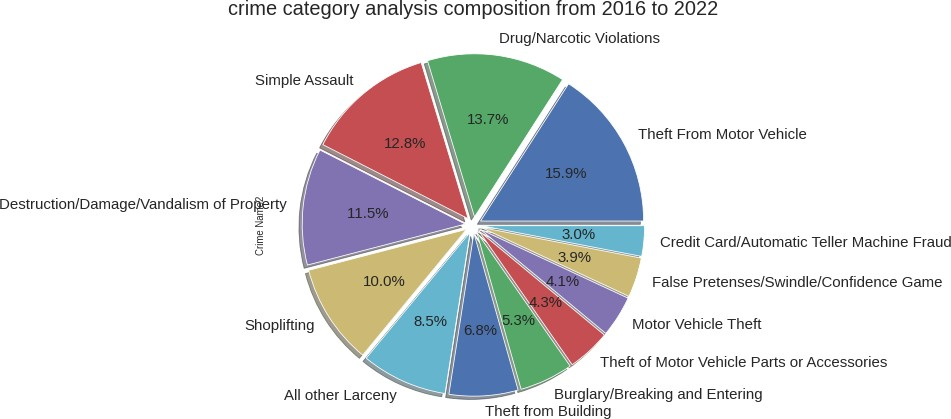 crime category analysis composition from 2016 to 2022
Drug/Narcotic Violations
Simple Assault
Theft From Motor Vehicle
Destruction/Damage/Vandalism of Property
Crime Name2
Shoplifting
All other Larceny
Theft from Building
Burglary/Breaking and Entering
Theft of Motor Vehicle Parts or Accessories
Motor Vehicle Theft
False Pretenses/Swindle/Confidence Game
Credit Card/Automatic Teller Machine Fraud
13.7%
12.8%
15.9%
11.5%
10.0%
8.5%
6.8%
5.3%
4.3%
4.1%
3.9%
3.0%